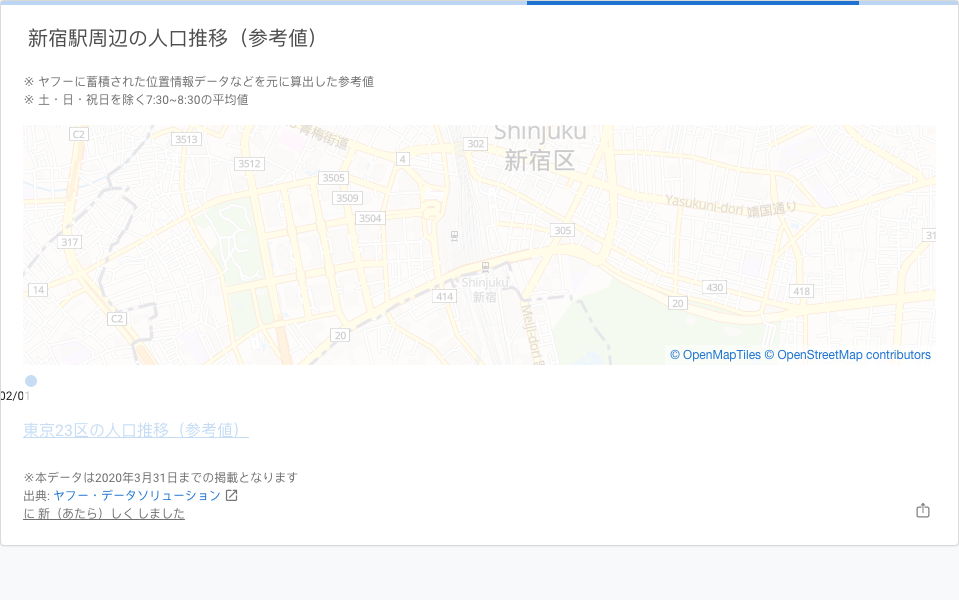 新宿駅周辺の人口推移（参考値）
※ ヤフーに蓄積された位置情報データなどを元に算出した参考値
※ 土・日・祝日を除く7:30~8:30の平均値
C2
3513
青梅街道
302
Shinjuku
新宿区
3512
4
3505
3509
3504
Yasukuni-dori 靖国通り
317
305
31
14
Shinjuku
新宿
414
430
418
20
C2
20
Meiji-dori
© OpenMapTiles © OpenStreetMap contributors
02/01
東京23区の人口推移（参考値）
※本データは2020年3月31日までの掲載となります
出典: ヤフー・データソリューション
に 新（あたら）しく しました